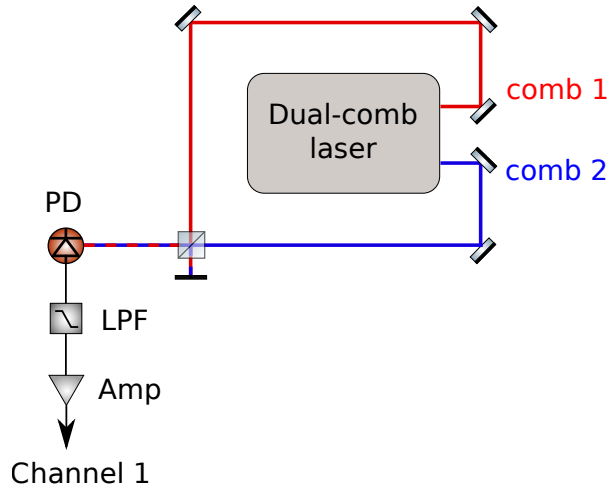 Dual-comb
laser
comb 1
comb 2
PD
LPF
Amp
Channel 1